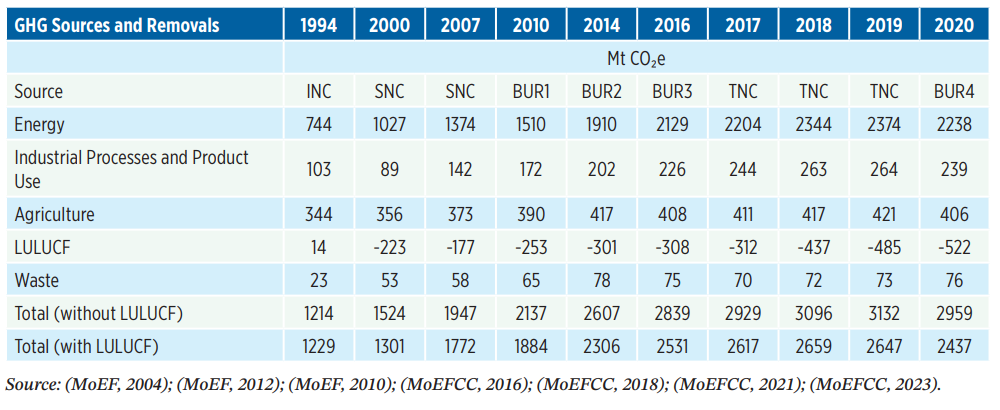 GHG Sources and Removals 1994 2000 2007 2010 2014 2016 2017 2018 2019 2020
Mt CO₂e
Source INC SNC SNC BUR1 BUR2 BUR3 TNC TNC TNC BUR4
Energy 744 1027 1374 1510 1910 2129 2204 2344 2374 2238
Industrial Processes and Product
Use 103 89 142 172 202 226 244 263 264 239
Agriculture 344 356 373 390 417 408 411 417 421 406
LULUCF 14 -223 -177 -253 -301 -308 -312 -437 -485 -522
Waste 23 53 58 65 78 75 70 72 73 76
Total (without LULUCF) 1214 1524 1947 2137 2607 2839 2929 3096 3132 2959
Total (with LULUCF) 1229 1301 1772 1884 2306 2531 2617 2659 2647 2437
Source: (MoEF, 2004); (MoEF, 2012); (MoEF, 2010); (MoEFCC, 2016); (MoEFCC, 2018); (MoEFCC, 2021); (MoEFCC, 2023).